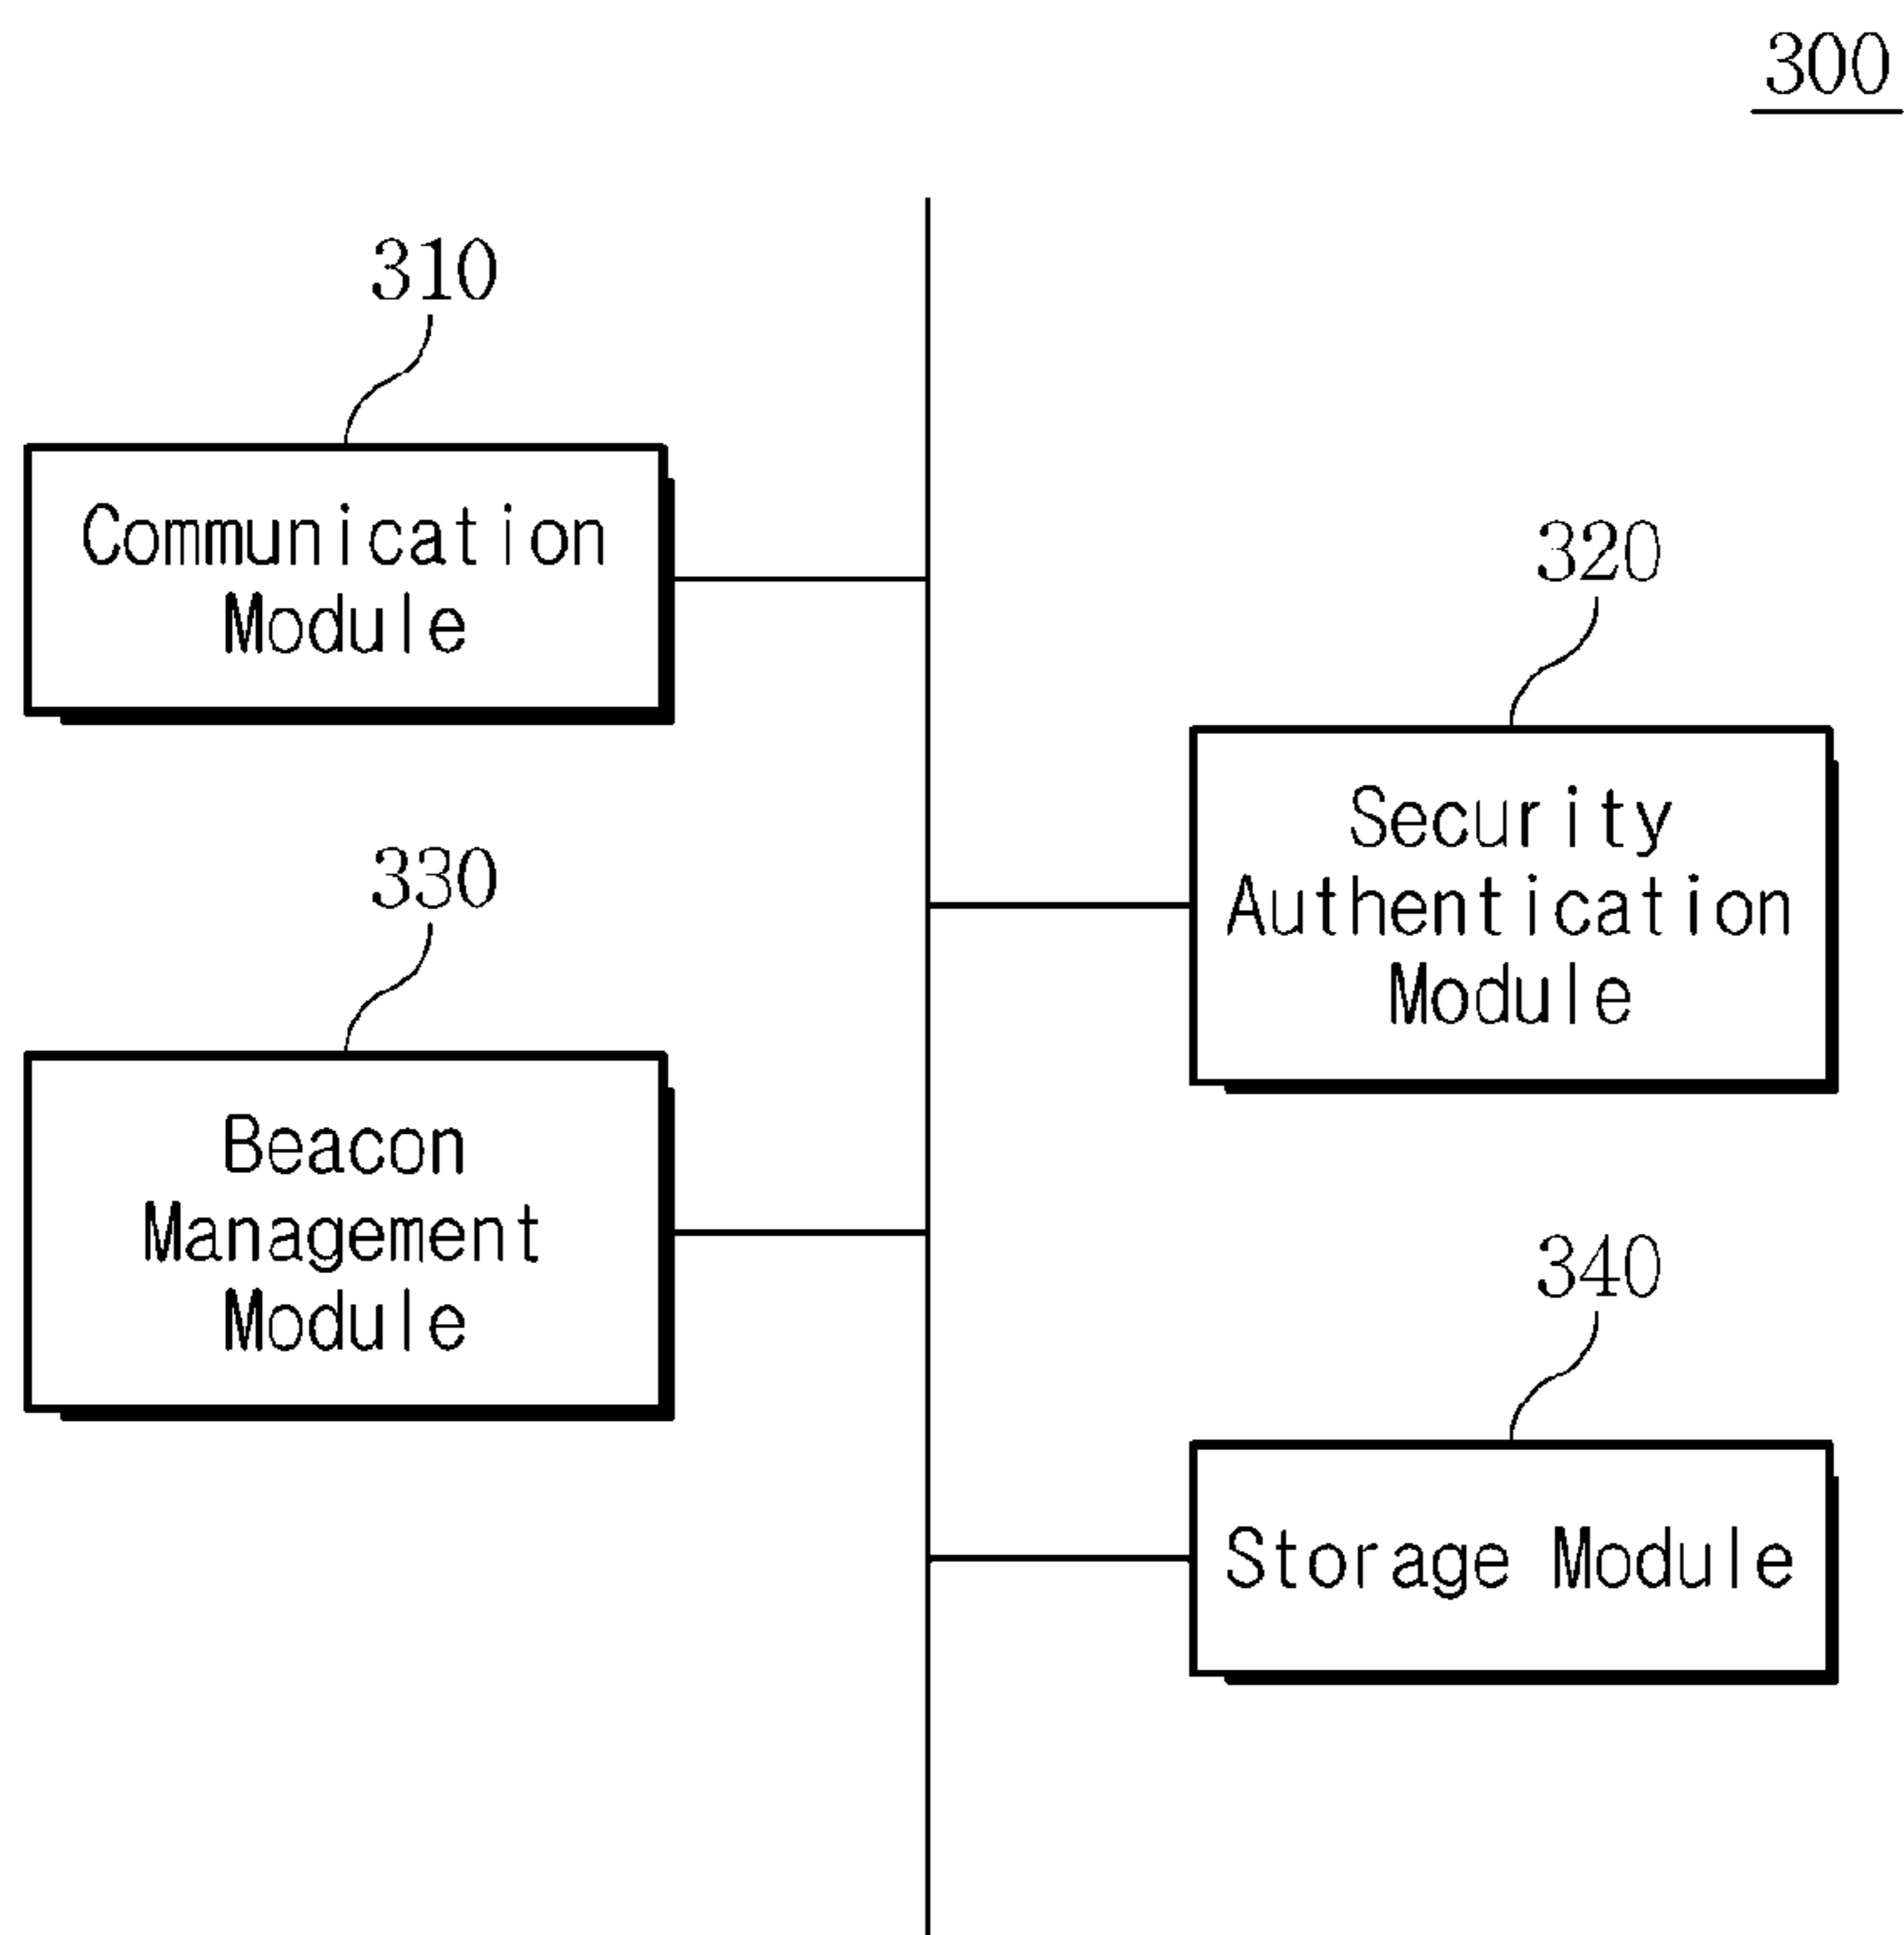 300
310
Communication
Module
320
Security
Authentication
Module
330
Beacon
Management
Module
340
Storage Module